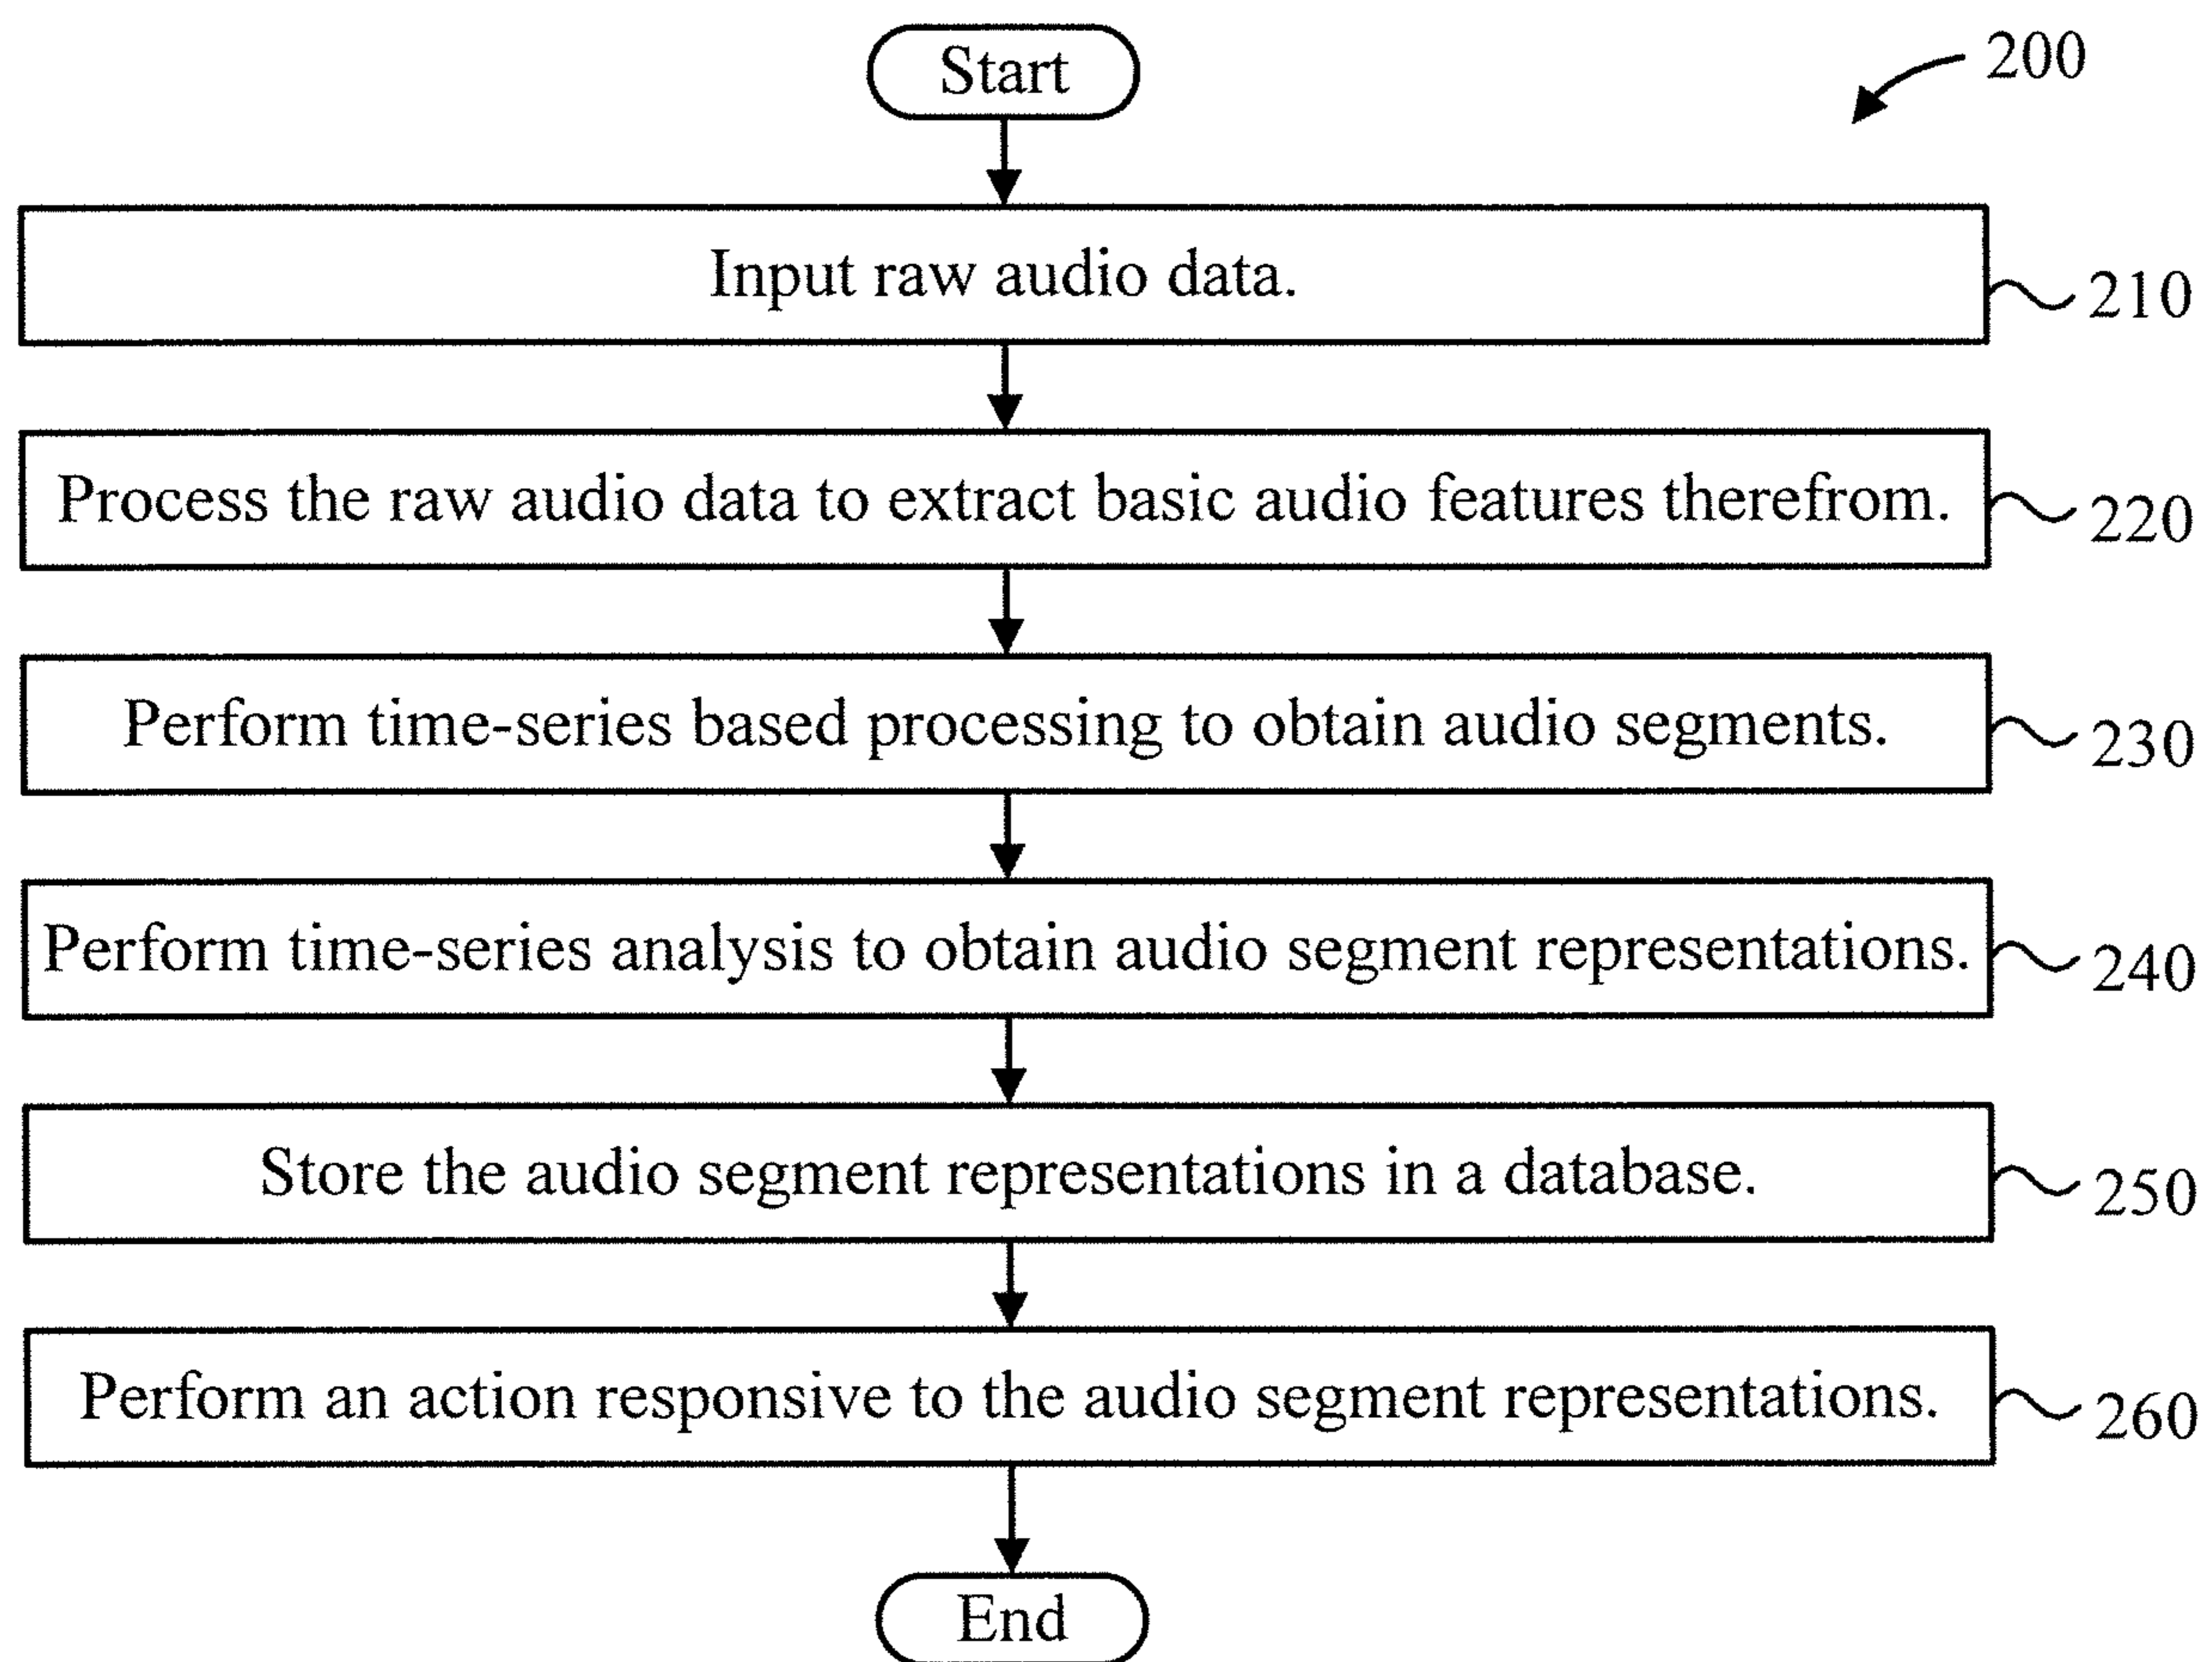 Start
200
Input raw audio data.
210
Process the raw audio data to extract basic audio features therefrom.
220
Perform time-series based processing to obtain audio segments.
230
Perform time-series analysis to obtain audio segment representations.
240
Store the audio segment representations in a database.
250
Perform an action responsive to the audio segment representations.
260
End